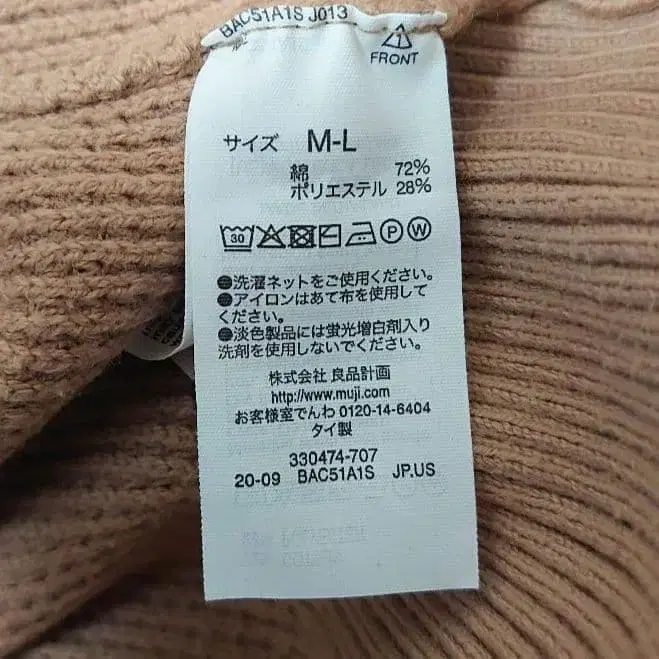 BAC51A1S J013
1
FRONT
サイズ M-L
綿 72%
ポリエステル 28%
30 P W
●洗濯ネットをご使用ください。
●アイロンはあて布を使用して
ください。
●淡色製品には蛍光増白剤入り
洗剤を使用しないでください。
株式会社 良品計画
http://www.muji.com
お客様室でんわ 0120-14-6404
タイ製
330474-707
20-09 BAC51A1S JP.US